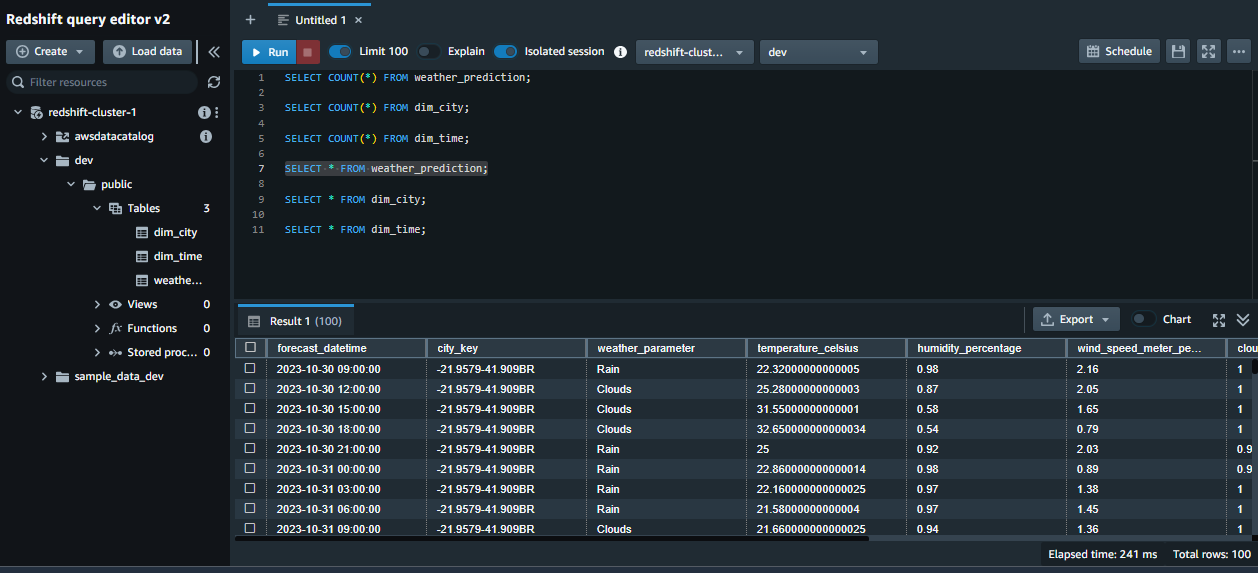 Redshift query editor v2
Untitled 1
Create
Load data
Run
Limit 100
Explain
Isolated session
redshift-clust...
dev
Schedule
Filter resources
redshift-cluster-1
awsdatacatalog
dev
public
Tables 3
dim_city
dim_time
weathe...
Views 0
fx Functions 0
Stored proc... 0
sample_data_dev
1 SELECT COUNT(*) FROM weather_prediction;
2
3 SELECT COUNT(*) FROM dim_city;
4
5 SELECT COUNT(*) FROM dim_time;
6
7 SELECT * FROM weather_prediction;
8
9 SELECT * FROM dim_city;
10
11 SELECT * FROM dim_time;
Result 1 (100)
Export
Chart
forecast_datetime city_key weather_parameter temperature_celsius humidity_percentage wind_speed_meter_pe... clou
2023-10-30 09:00:00 -21.9579-41.909BR Rain 22.32000000000005 0.98 2.16 1
2023-10-30 12:00:00 -21.9579-41.909BR Clouds 25.28000000000003 0.87 2.05 1
2023-10-30 15:00:00 -21.9579-41.909BR Clouds 31.55000000000001 0.58 1.65 1
2023-10-30 18:00:00 -21.9579-41.909BR Clouds 32.650000000000034 0.54 0.79 1
2023-10-30 21:00:00 -21.9579-41.909BR Rain 25 0.92 2.03 0.9
2023-10-31 00:00:00 -21.9579-41.909BR Rain 22.860000000000014 0.98 0.89 0.9
2023-10-31 03:00:00 -21.9579-41.909BR Rain 22.160000000000025 0.97 1.38 1
2023-10-31 06:00:00 -21.9579-41.909BR Rain 21.58000000000004 0.97 1.45 1
2023-10-31 09:00:00 -21.9579-41.909BR Clouds 21.660000000000025 0.94 1.36 1
Elapsed time: 241 ms Total rows: 100